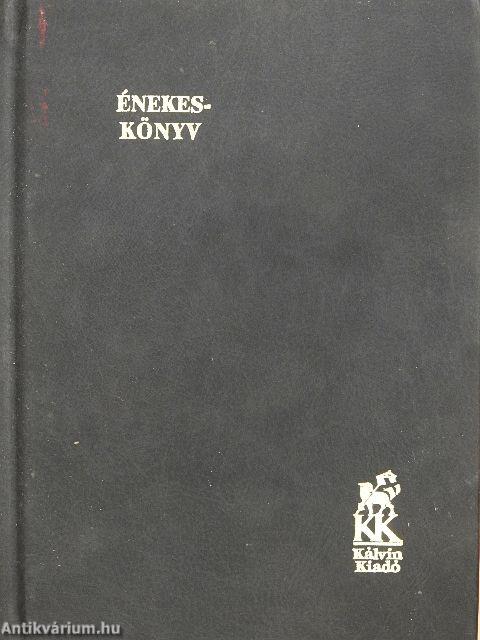 ÉNEKES-
KÖNYV
KK
Kálvin
Kiadó
Antikvárium.hu